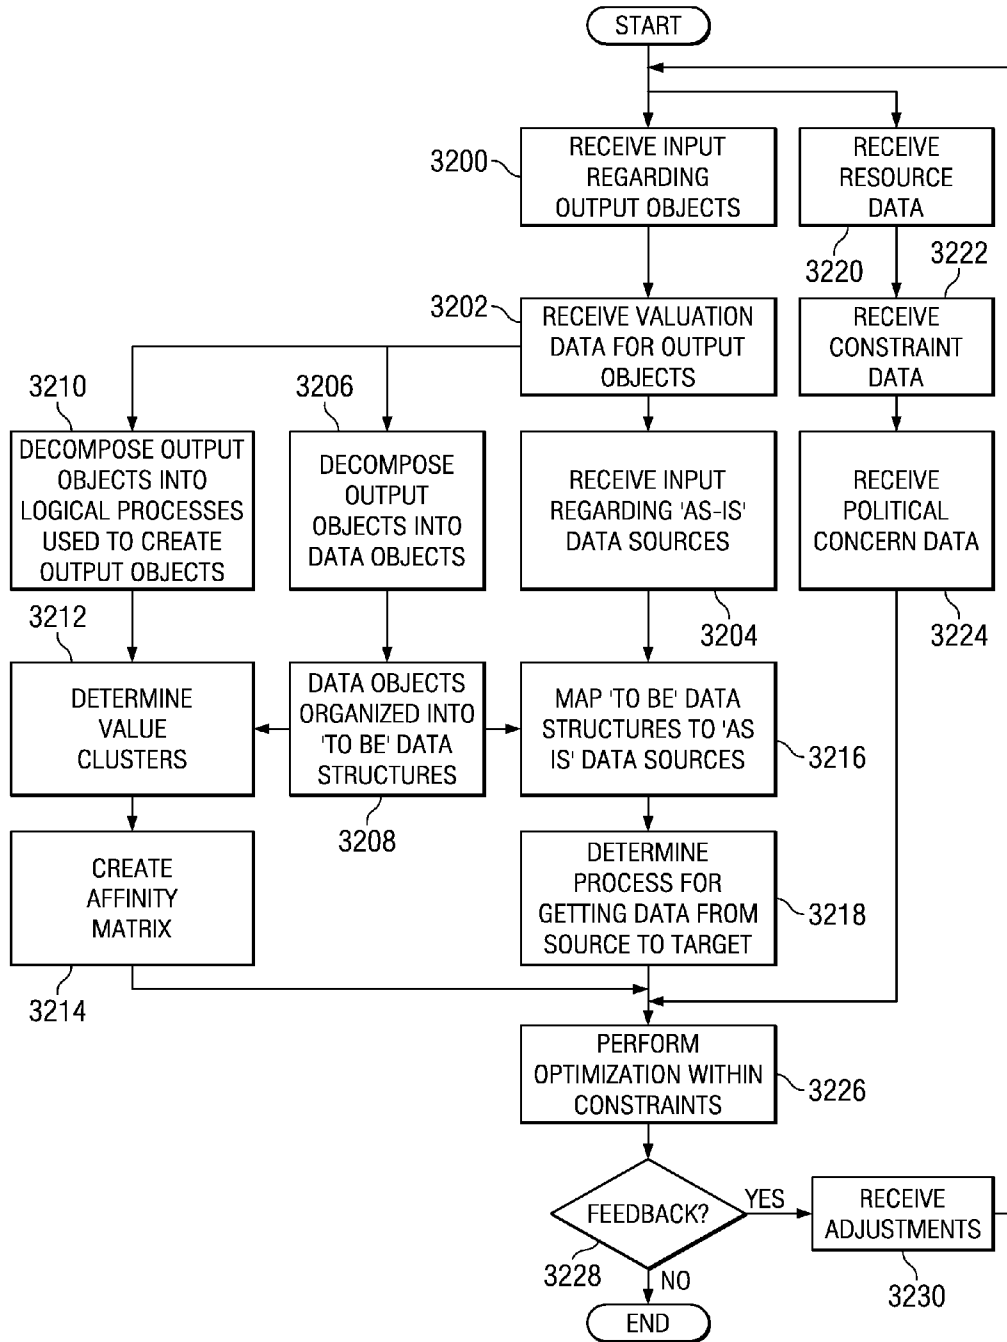 START
3200
RECEIVE INPUT
REGARDING
OUTPUT OBJECTS
RECEIVE
RESOURCE
DATA
3220
3222
3202
RECEIVE VALUATION
DATA FOR OUTPUT
OBJECTS
RECEIVE
CONSTRAINT
DATA
3210
3206
DECOMPOSE OUTPUT
OBJECTS INTO
LOGICAL PROCESSES
USED TO CREATE
OUTPUT OBJECTS
DECOMPOSE
OUTPUT
OBJECTS INTO
DATA OBJECTS
RECEIVE INPUT
REGARDING 'AS-IS'
DATA SOURCES
RECEIVE
POLITICAL
CONCERN DATA
3212
3204
3224
DETERMINE
VALUE
CLUSTERS
DATA OBJECTS
ORGANIZED INTO
'TO BE' DATA
STRUCTURES
MAP 'TO BE' DATA
STRUCTURES TO 'AS
IS' DATA SOURCES
3216
3208
CREATE
AFFINITY
MATRIX
DETERMINE
PROCESS FOR
GETTING DATA FROM
SOURCE TO TARGET
3218
3214
PERFORM
OPTIMIZATION WITHIN
CONSTRAINTS
3226
FEEDBACK?
YES
RECEIVE
ADJUSTMENTS
3228
NO
3230
END